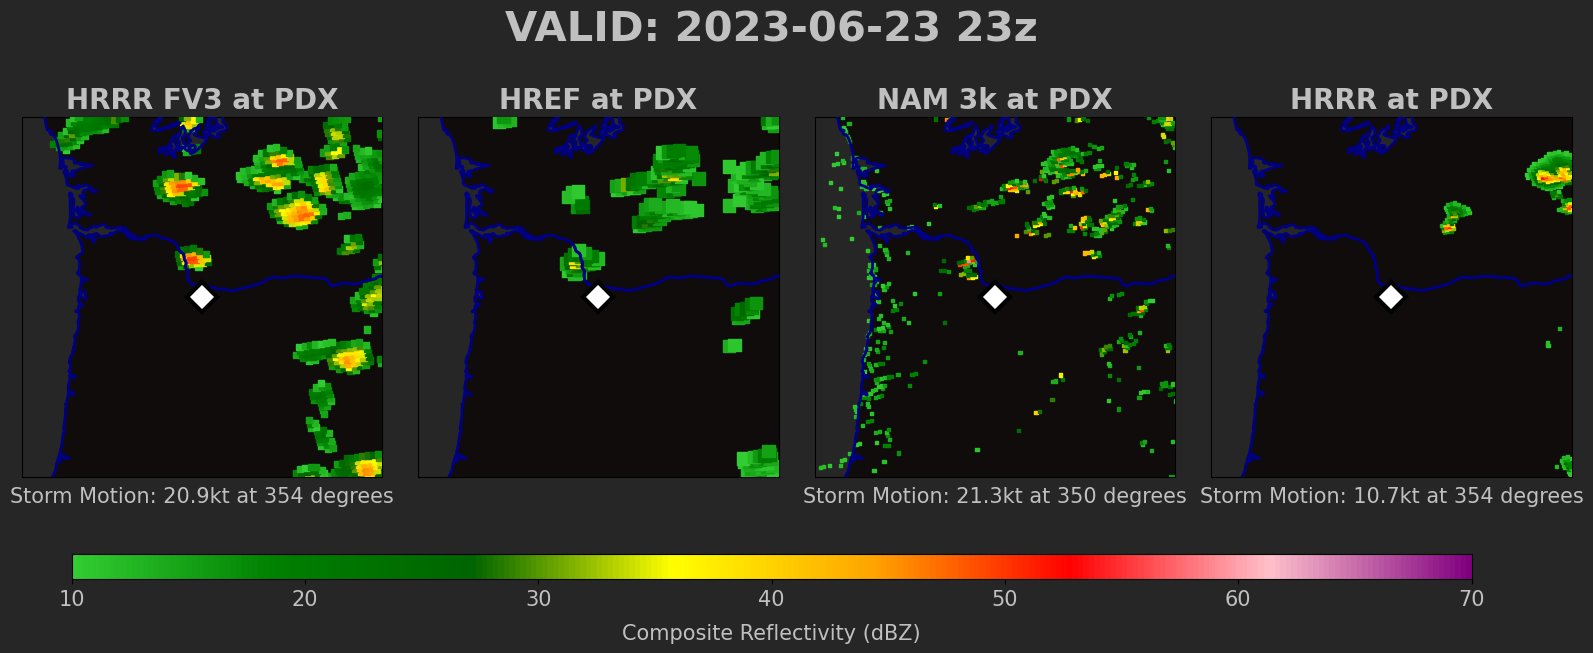 VALID: 2023-06-23 23z
HRRR FV3 at PDX
HREF at PDX
NAM 3k at PDX
HRRR at PDX
Storm Motion: 20.9kt at 354 degrees
Storm Motion: 21.3kt at 350 degrees
Storm Motion: 10.7kt at 354 degrees
10 20 30 40 50 60 70
Composite Reflectivity (dBZ)